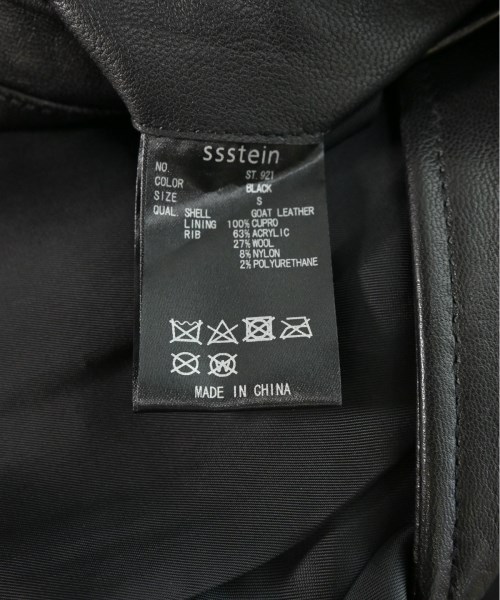 ssstein
NO. ST.921
COLOR BLACK
SIZE S
QUAL. SHELL GOAT LEATHER
LINING 100% CUPRO
RIB 63% ACRYLIC
27% WOOL
8% NYLON
2% POLYURETHANE
W
MADE IN CHINA